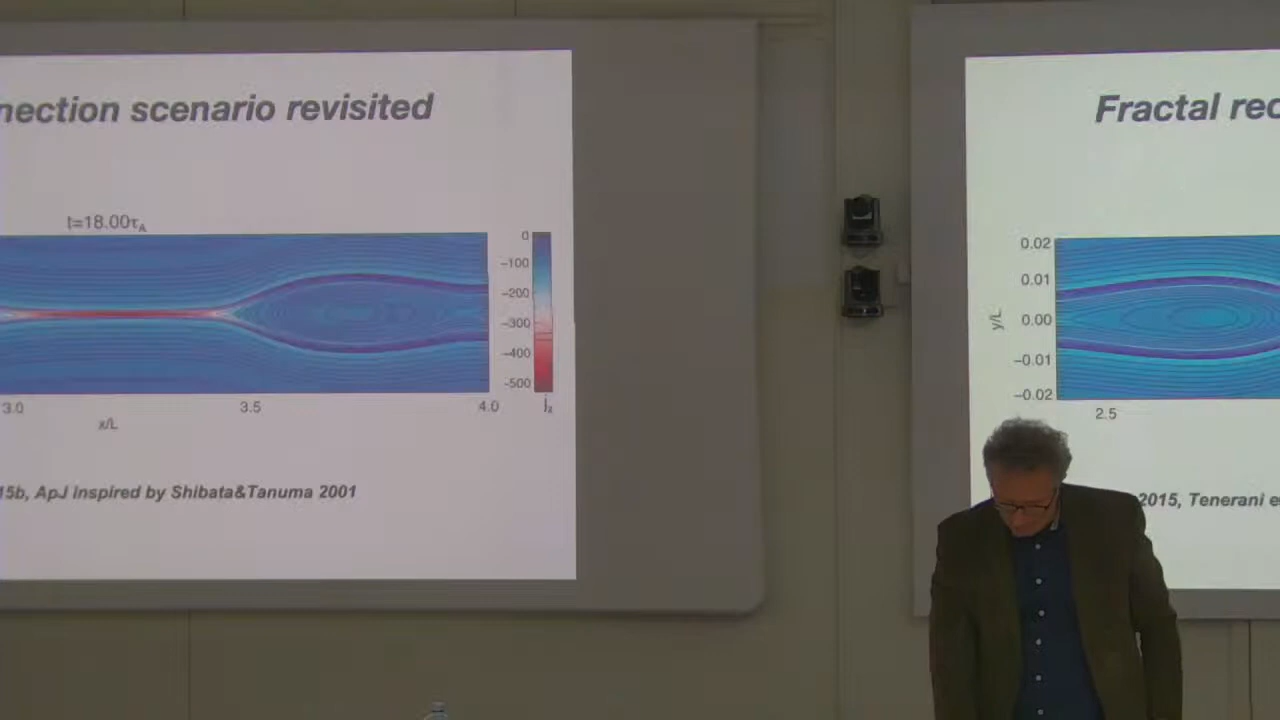 nection scenario revisited
t=18.00τA
0
-100
-200
-300
-400
-500
3.0
3.5
4.0
jz
x/L
15b, ApJ inspired by Shibata&Tanuma 2001
Fractal rec
0.02
0.01
0.00
-0.01
-0.02
y/L
2.5
2015, Tenerani e